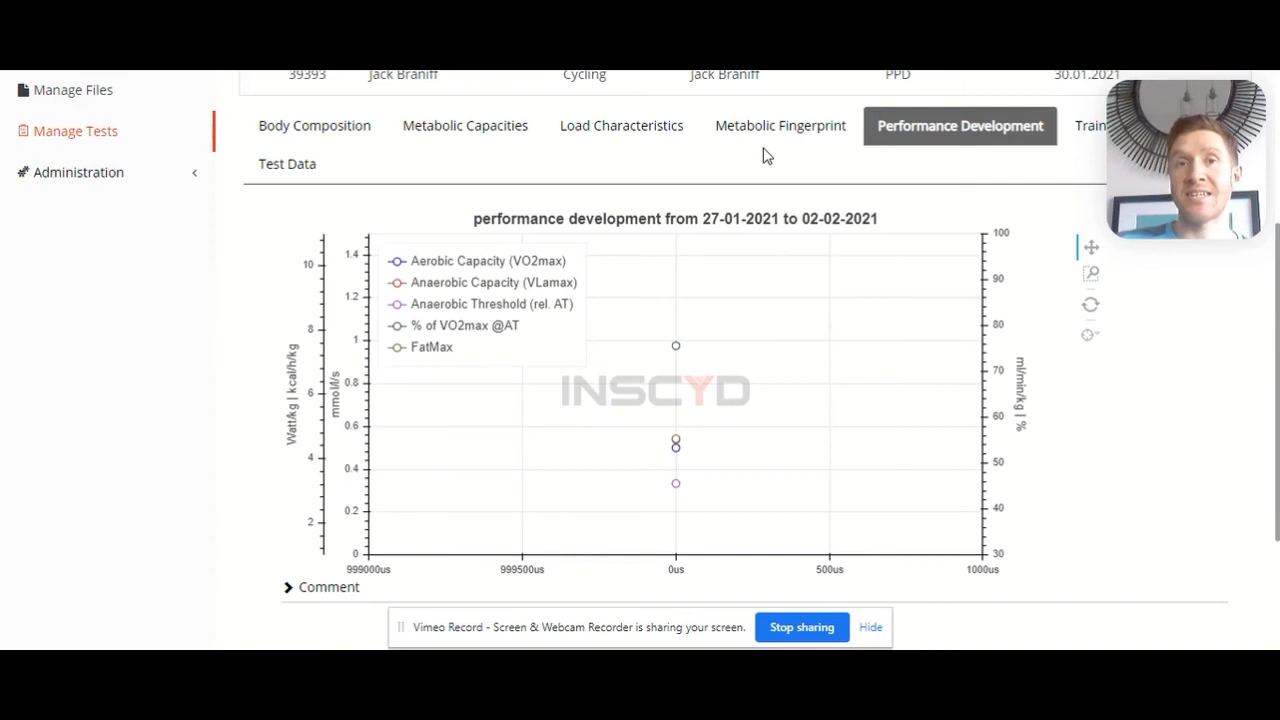 39393 Jack Braniff Cycling Jack Braniff PPD 30.01.2021
Manage Files
Manage Tests
Administration
Body Composition Metabolic Capacities Load Characteristics Metabolic Fingerprint Performance Development Train
Test Data
performance development from 27-01-2021 to 02-02-2021
Aerobic Capacity (VO2max)
Anaerobic Capacity (VLamax)
Anaerobic Threshold (rel. AT)
% of VO2max @AT
FatMax
INSCYD
Watt/kg | kcal/h/kg
10
8
6
4
2
mmol/l/s
1.4
1.2
1
0.8
0.6
0.4
0.2
0
100
90
80
70
60
50
40
30
ml/min/kg | %
999000us 999500us 0us 500us 1000us
Comment
Vimeo Record - Screen & Webcam Recorder is sharing your screen. Stop sharing Hide